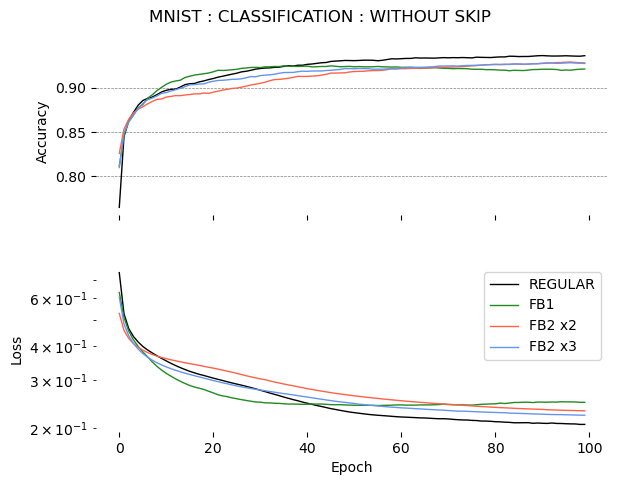 MNIST : CLASSIFICATION : WITHOUT SKIP
0.90
0.85
0.80
Accuracy
6 × 10⁻¹
4 × 10⁻¹
3 × 10⁻¹
2 × 10⁻¹
Loss
REGULAR
FB1
FB2 x2
FB2 x3
0 20 40 60 80 100
Epoch